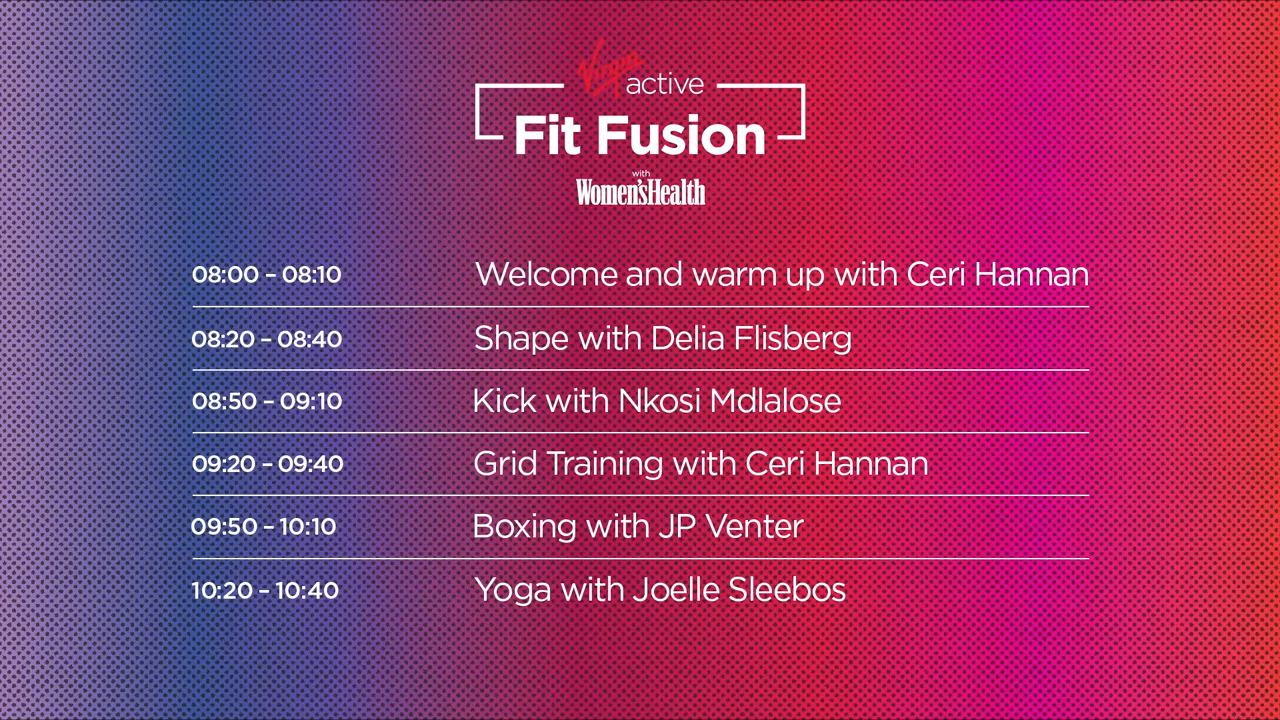 Virgin active
Fit Fusion
with
Women'sHealth
08:00 – 08:10 Welcome and warm up with Ceri Hannan
08:20 – 08:40 Shape with Delia Flisberg
08:50 – 09:10 Kick with Nkosi Mdlalose
09:20 – 09:40 Grid Training with Ceri Hannan
09:50 – 10:10 Boxing with JP Venter
10:20 – 10:40 Yoga with Joelle Sleebos